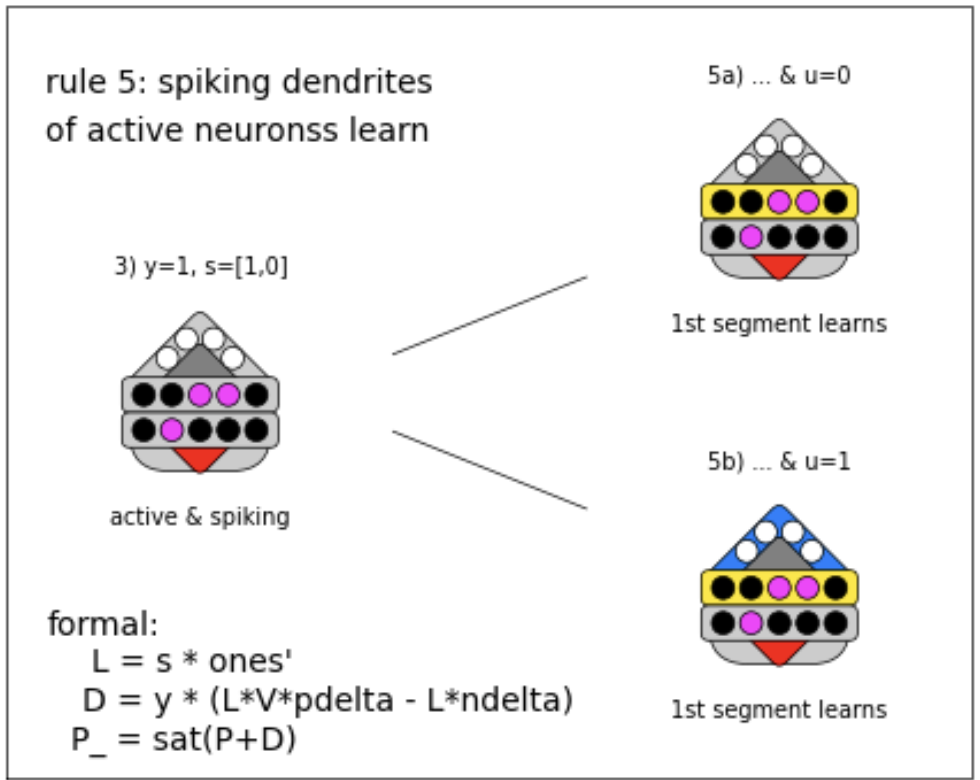 rule 5: spiking dendrites
of active neuronss learn
5a) ... & u=0
1st segment learns
3) y=1, s=[1,0]
active & spiking
5b) ... & u=1
1st segment learns
formal:
L = s * ones'
D = y * (L*V*pdelta - L*ndelta)
P_ = sat(P+D)